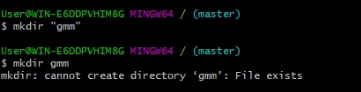 User@WIN-E6DDPVHIM8G MINGW64 / (master)
$ mkdir "gmm"
User@WIN-E6DDPVHIM8G MINGW64 / (master)
$ mkdir gmm
mkdir: cannot create directory ‘gmm’: File exists